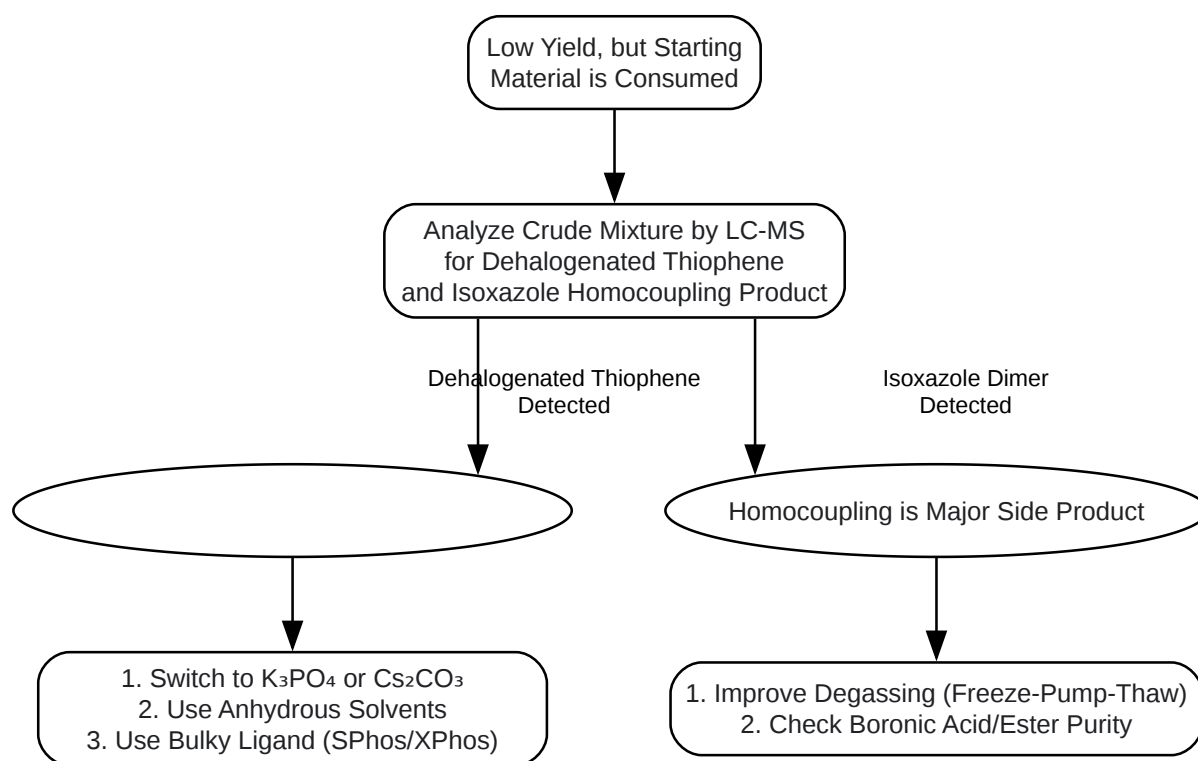 Low Yield, but Starting
Material is Consumed
Analyze Crude Mixture by LC-MS
for Dehalogenated Thiophene
and Isoxazole Homocoupling Product
Dehalogenated Thiophene
Detected
Isoxazole Dimer
Detected
Homocoupling is Major Side Product
1. Switch to K₃PO₄ or Cs₂CO₃
2. Use Anhydrous Solvents
3. Use Bulky Ligand (SPhos/XPhos)
1. Improve Degassing (Freeze-Pump-Thaw)
2. Check Boronic Acid/Ester Purity